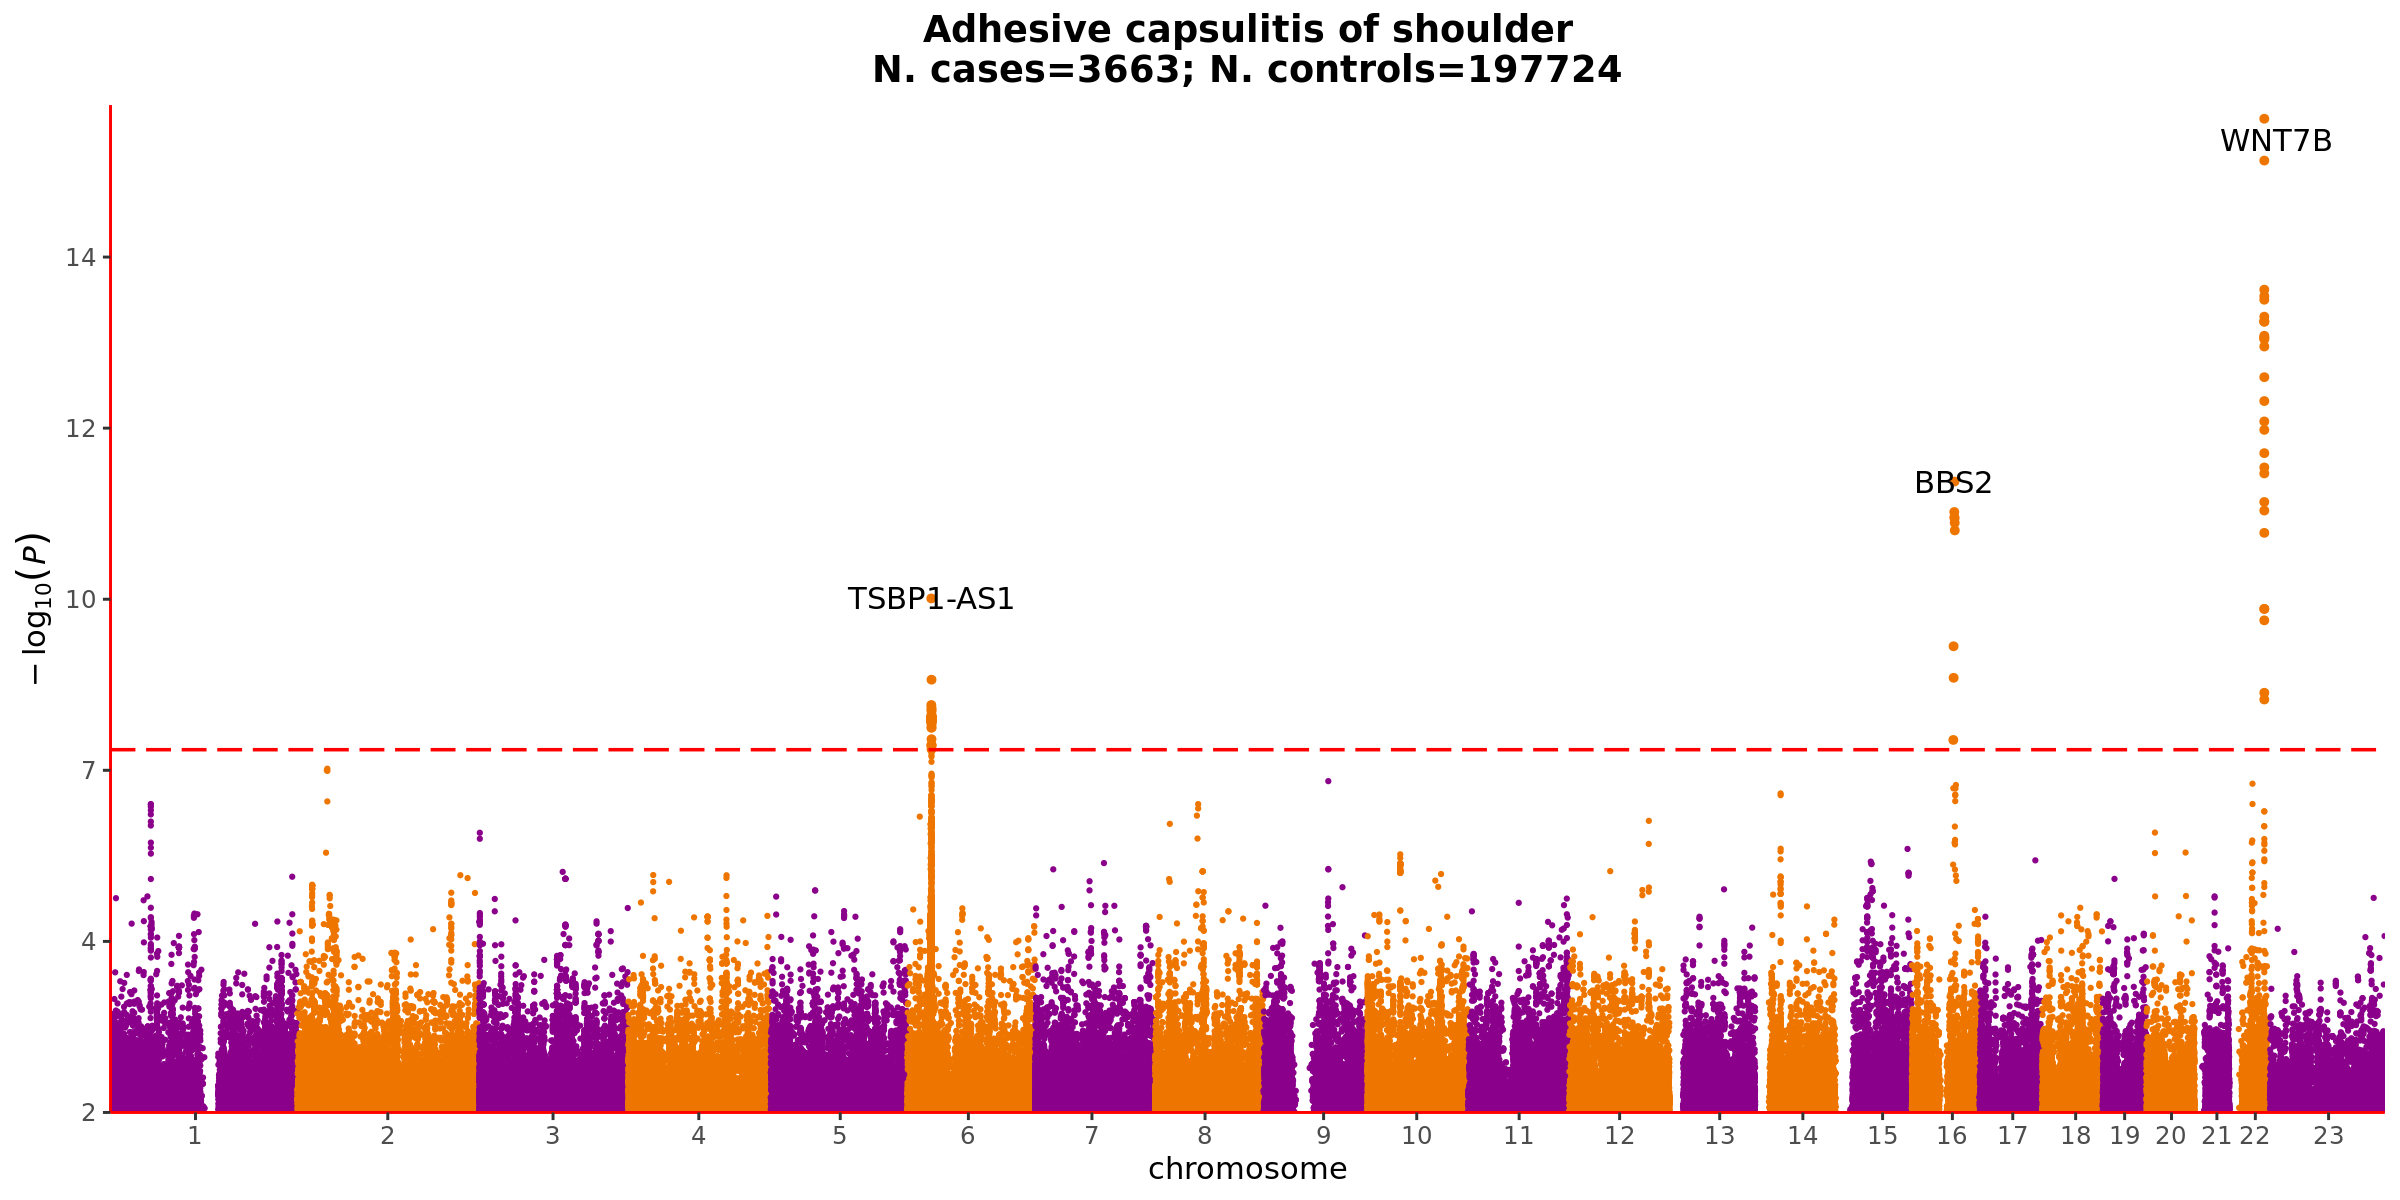 Adhesive capsulitis of shoulder
N. cases=3663; N. controls=197724
WNT7B
14
12
BBS2
10
TSBP1-AS1
−log10(P)
7
4
2
1 2 3 4 5 6 7 8 9 10 11 12 13 14 15 16 17 18 19 20 21 22 23
chromosome